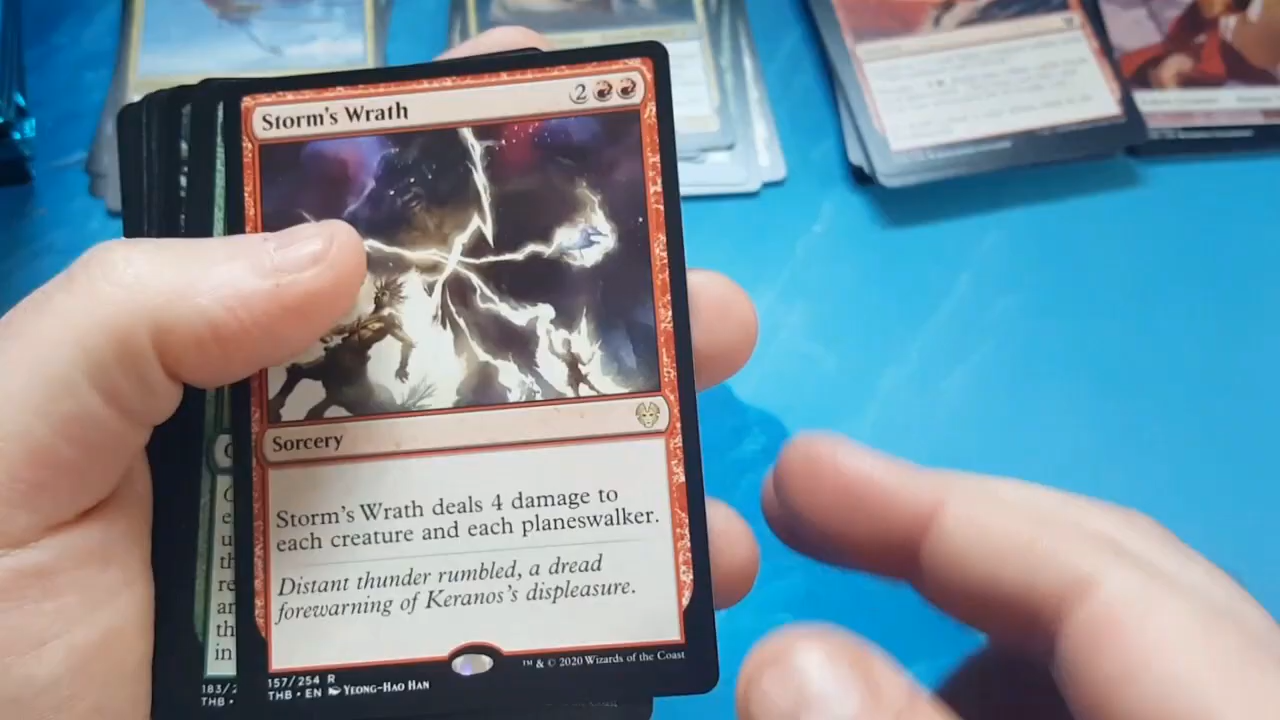 Storm's Wrath 2
Sorcery
Storm's Wrath deals 4 damage to
each creature and each planeswalker.
Distant thunder rumbled, a dread
forewarning of Keranos's displeasure.
157/254 R
THB • EN Yeong-Hao Han
™ & © 2020 Wizards of the Coast
183/2
THB •